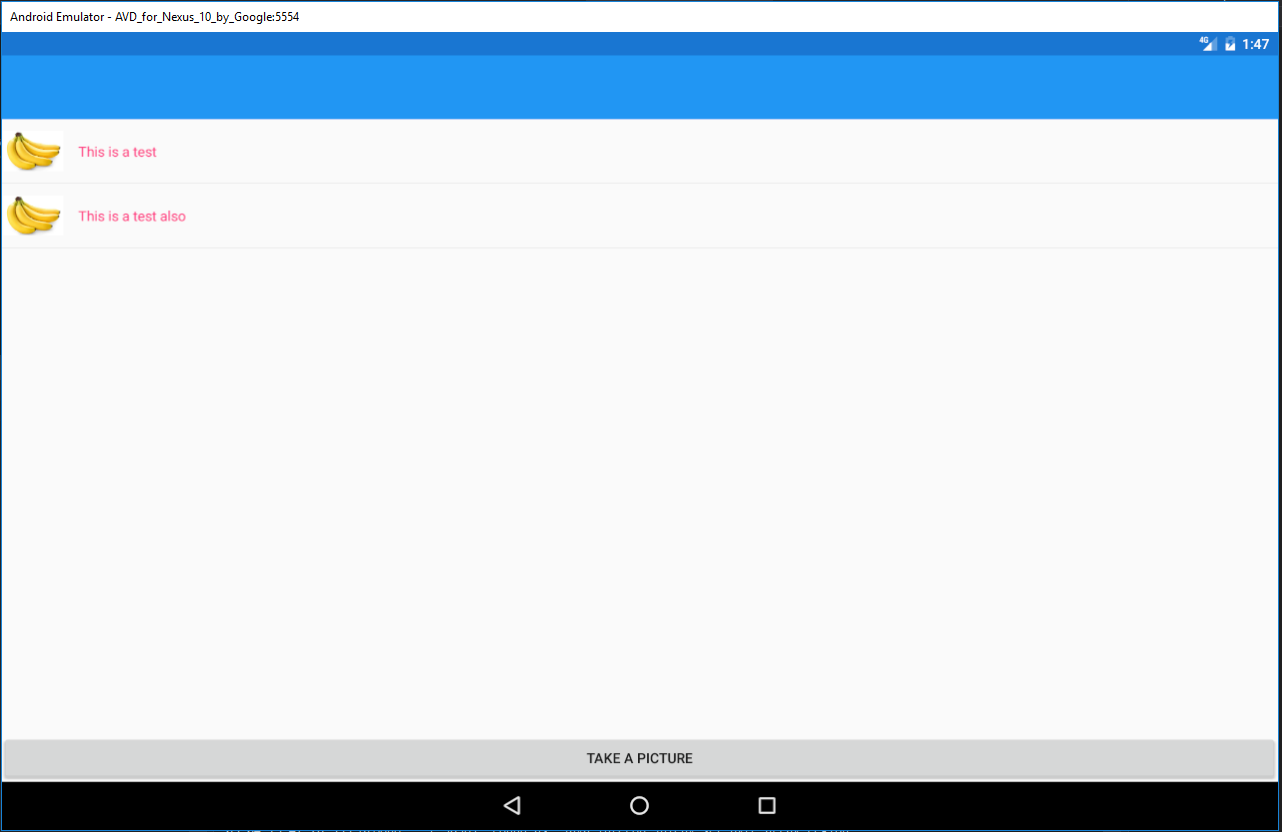 Android Emulator - AVD_for_Nexus_10_by_Google:5554
4G 1:47
This is a test
This is a test also
TAKE A PICTURE